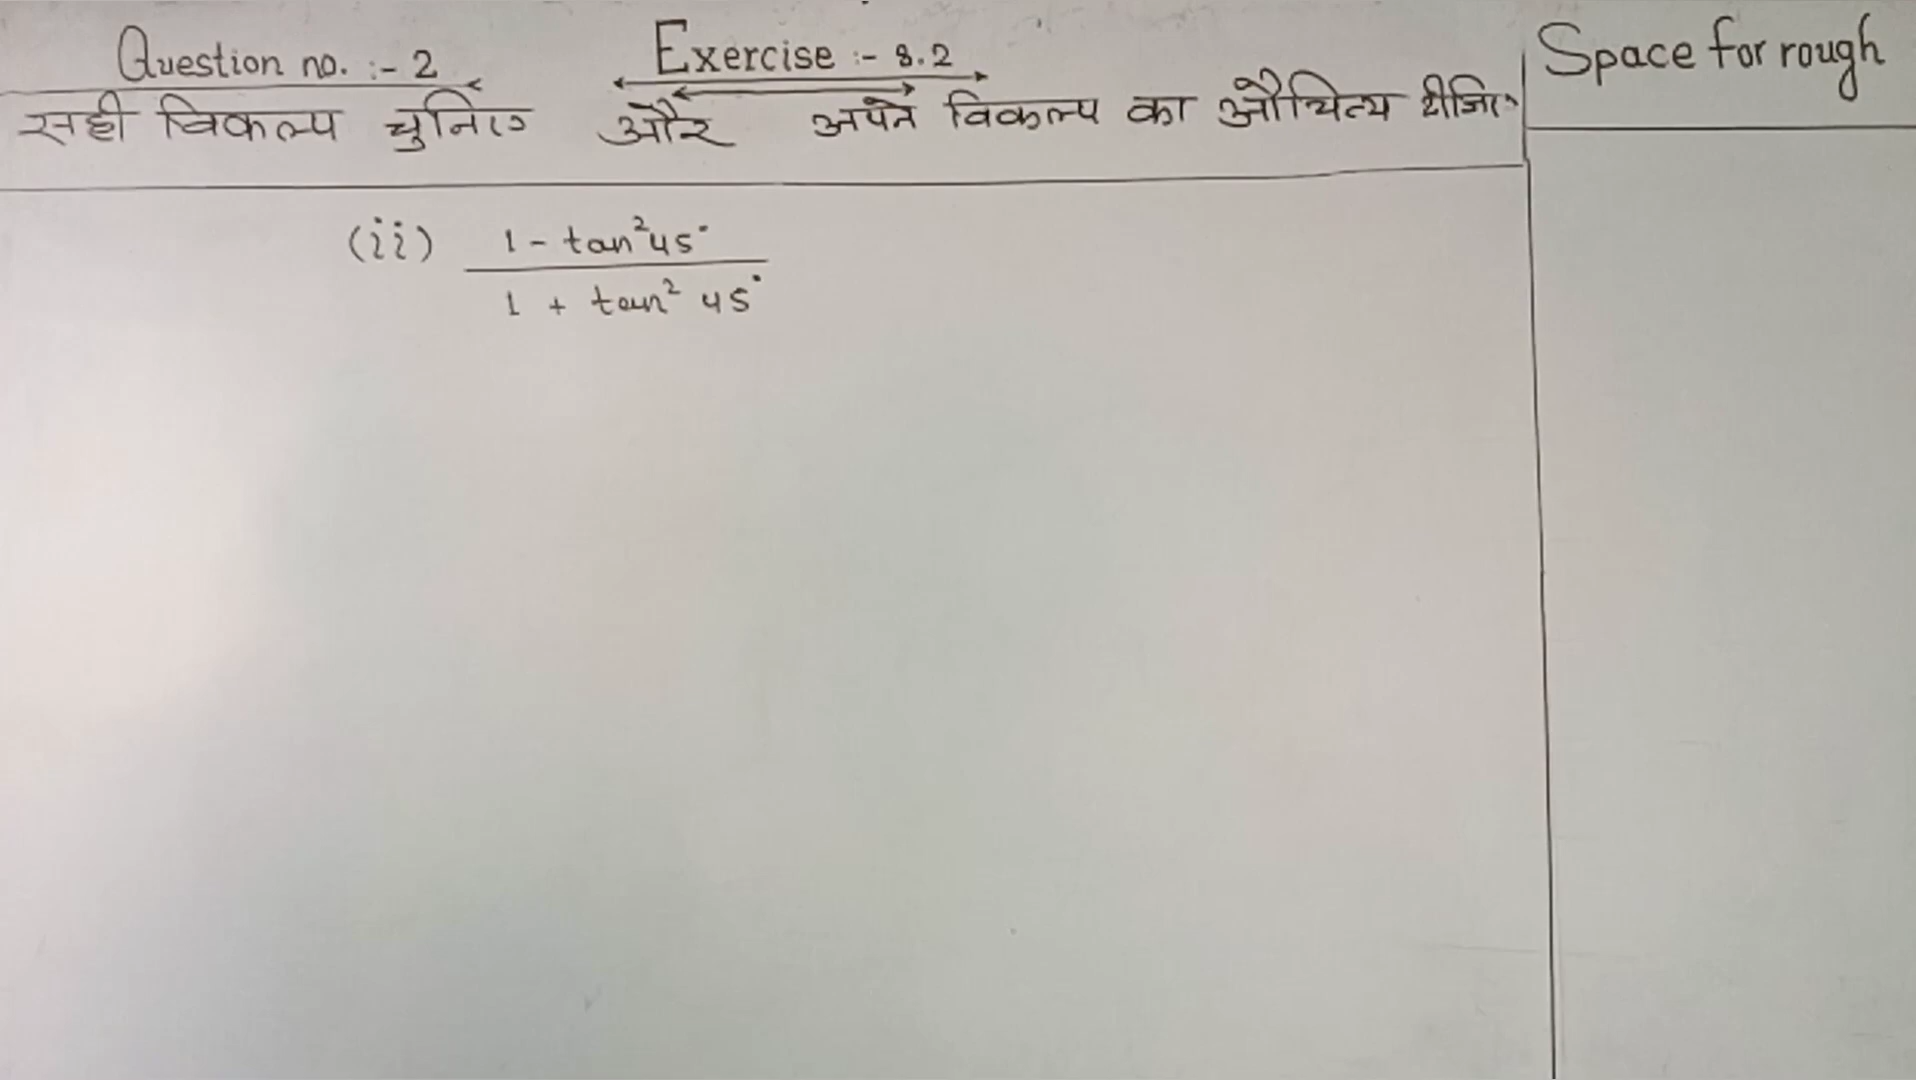 Question no. :- 2
Exercise :- 8.2
Space for rough
सही विकल्प चुनिए और अपने विकल्प का औचित्य दीजिए
(ii) 1 - tan²45°
1 + tan² 45°